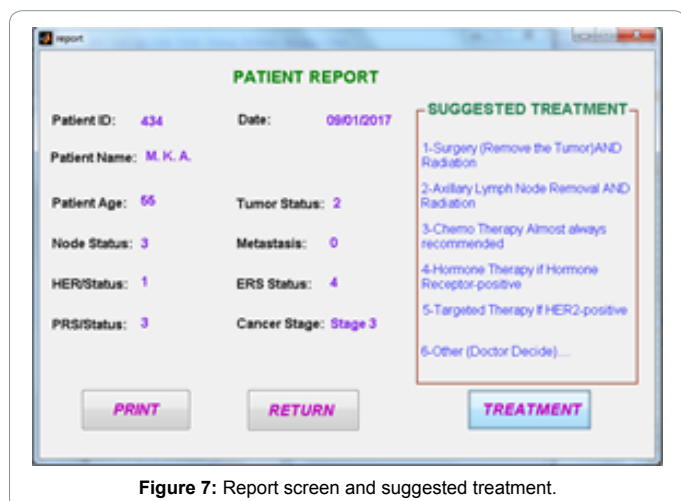 report
PATIENT REPORT
Patient ID: 434 Date: 09/01/2017
Patient Name: M. K. A.
Patient Age: 55 Tumor Status: 2
Node Status: 3 Metastasis: 0
HER/Status: 1 ERS Status: 4
PRS/Status: 3 Cancer Stage: Stage 3
SUGGESTED TREATMENT
1-Surgery (Remove the Tumor)AND
Radiation
2-Axillary Lymph Node Removal AND
Radiation
3-Chemo Therapy Almost always
recommended
4-Hormone Therapy if Hormone
Receptor-positive
5-Targeted Therapy If HER2-positive
6-Other (Doctor Decide)....
PRINT RETURN TREATMENT
Figure 7: Report screen and suggested treatment.